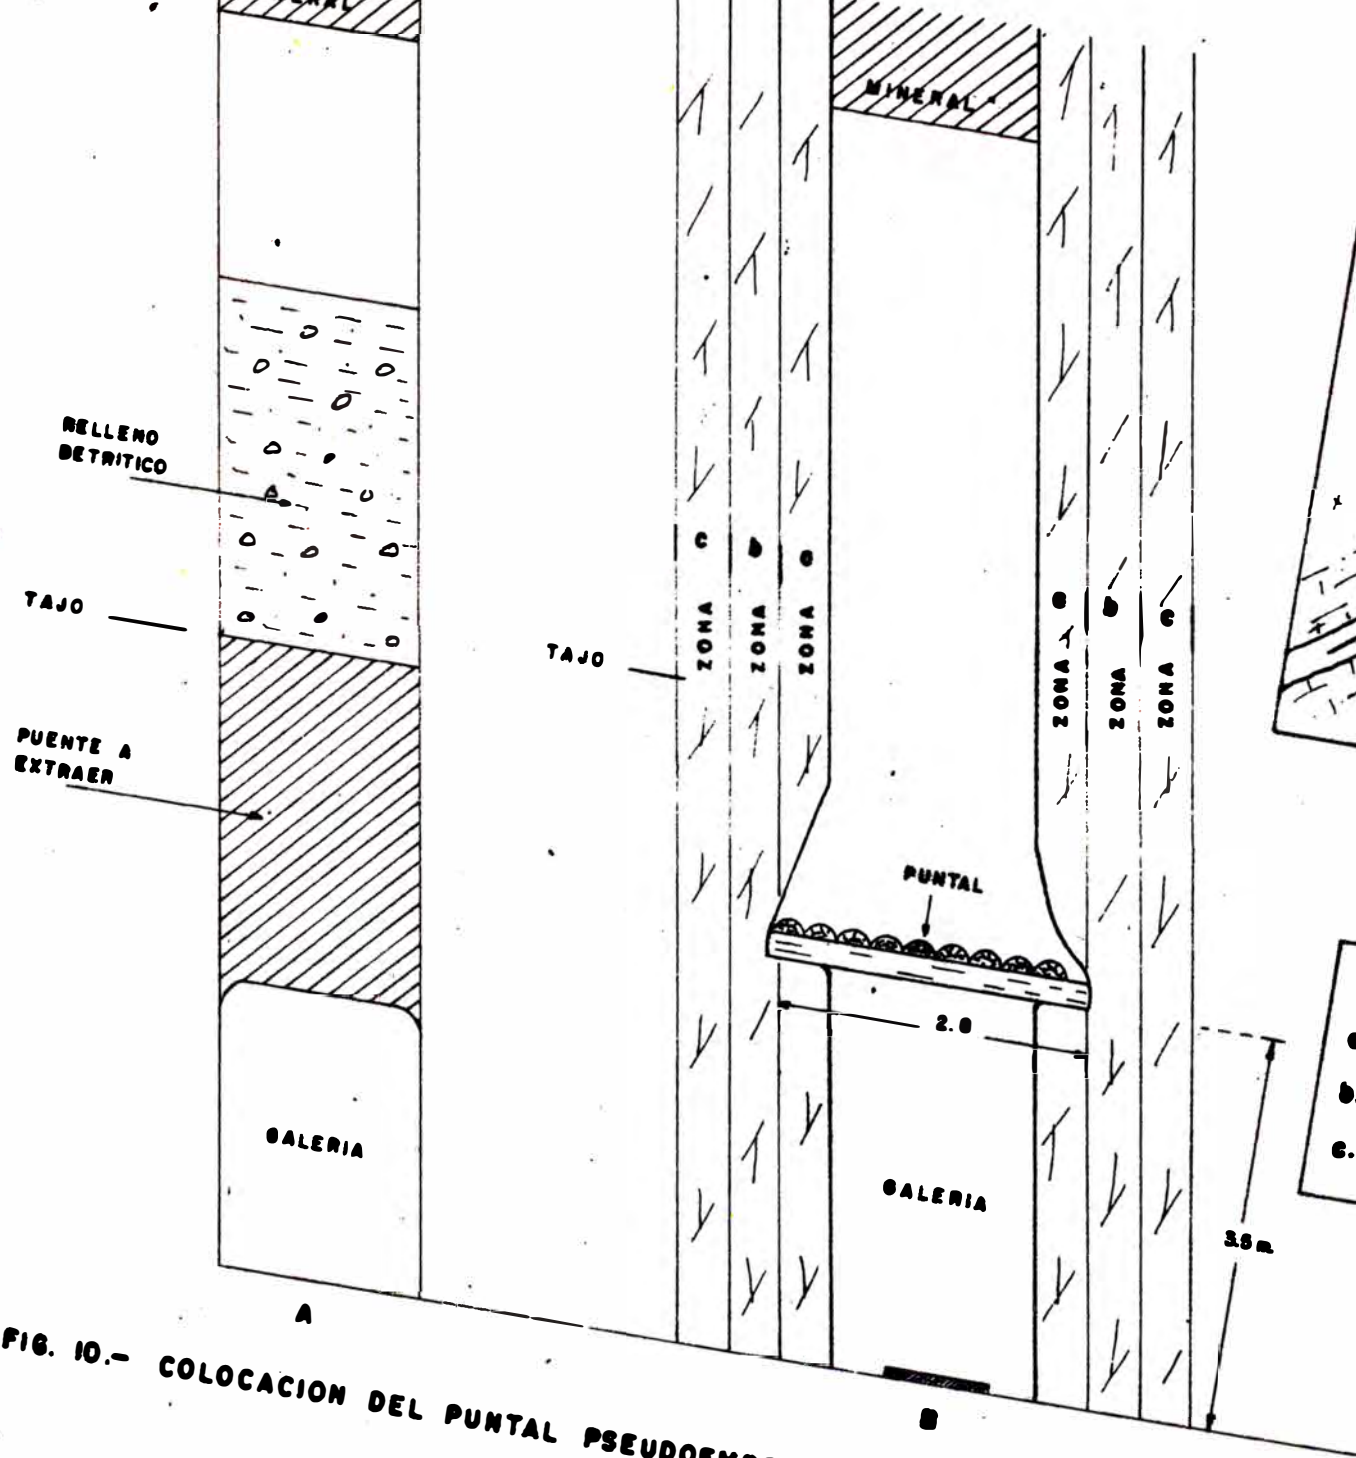 MINERAL
RELLENO
DETRITICO
TAJO
PUENTE A
EXTRAER
GALERIA
A
TAJO
ZONA c
ZONA b
ZONA a
ZONA a
ZONA b
ZONA c
PUNTAL
2.8
GALERIA
3.5 m
B
b.
c.
FIG. 10.- COLOCACION DEL PUNTAL